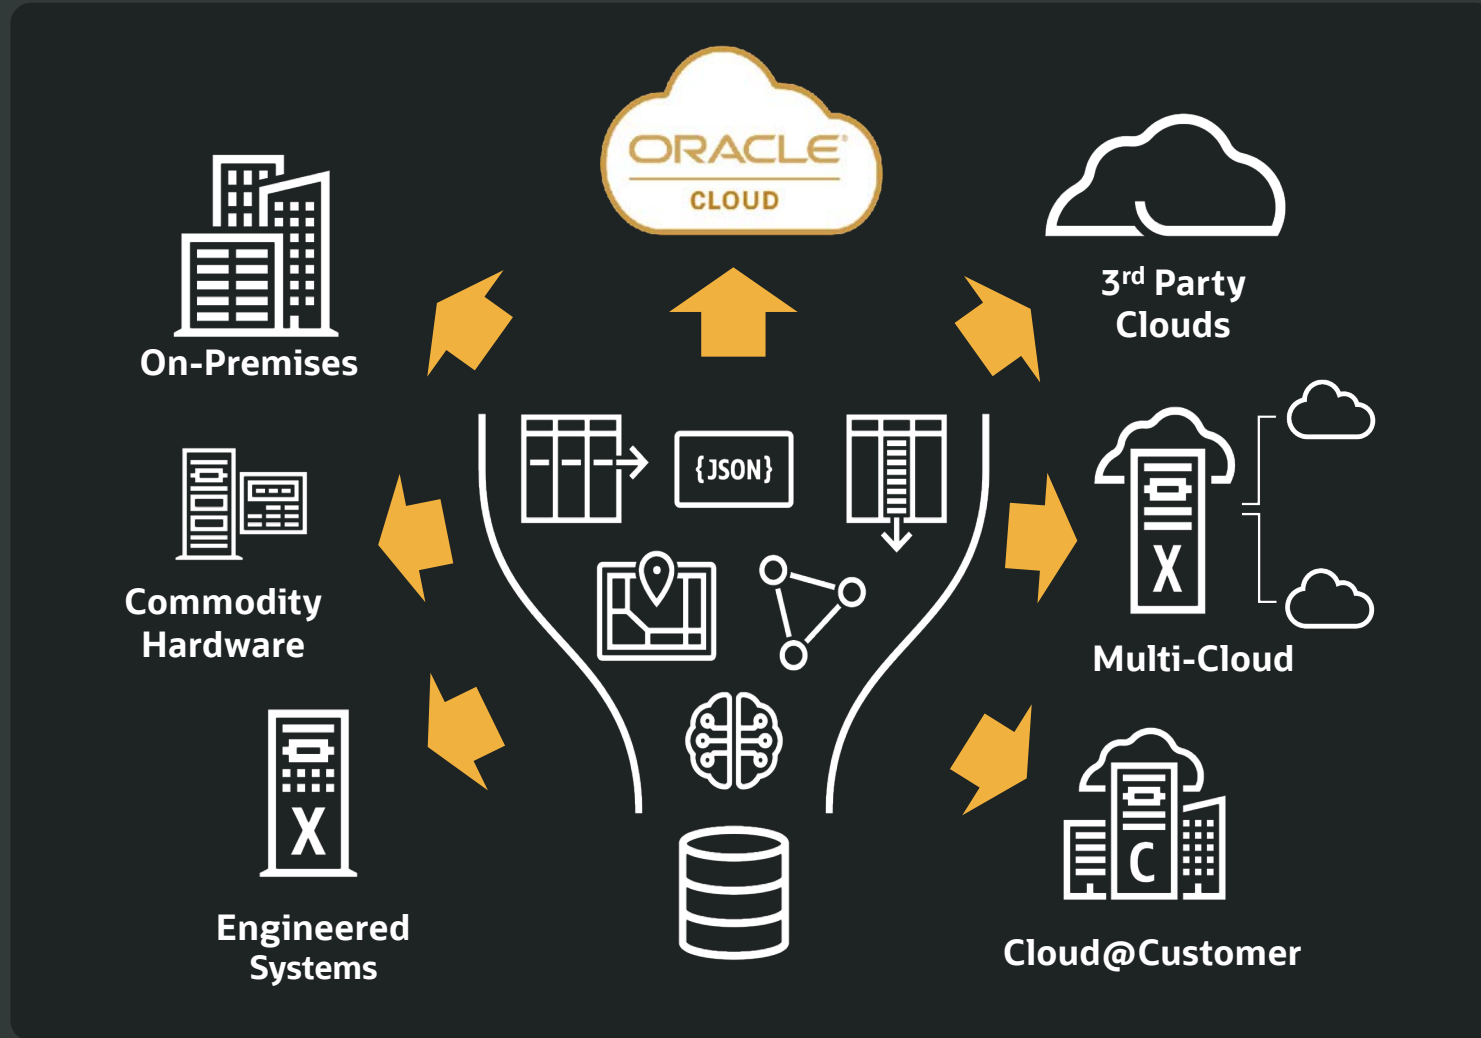 ORACLE®
CLOUD
On-Premises
3rd Party
Clouds
{JSON}
Commodity
Hardware
X
Multi-Cloud
X
Engineered
Systems
C
Cloud@Customer